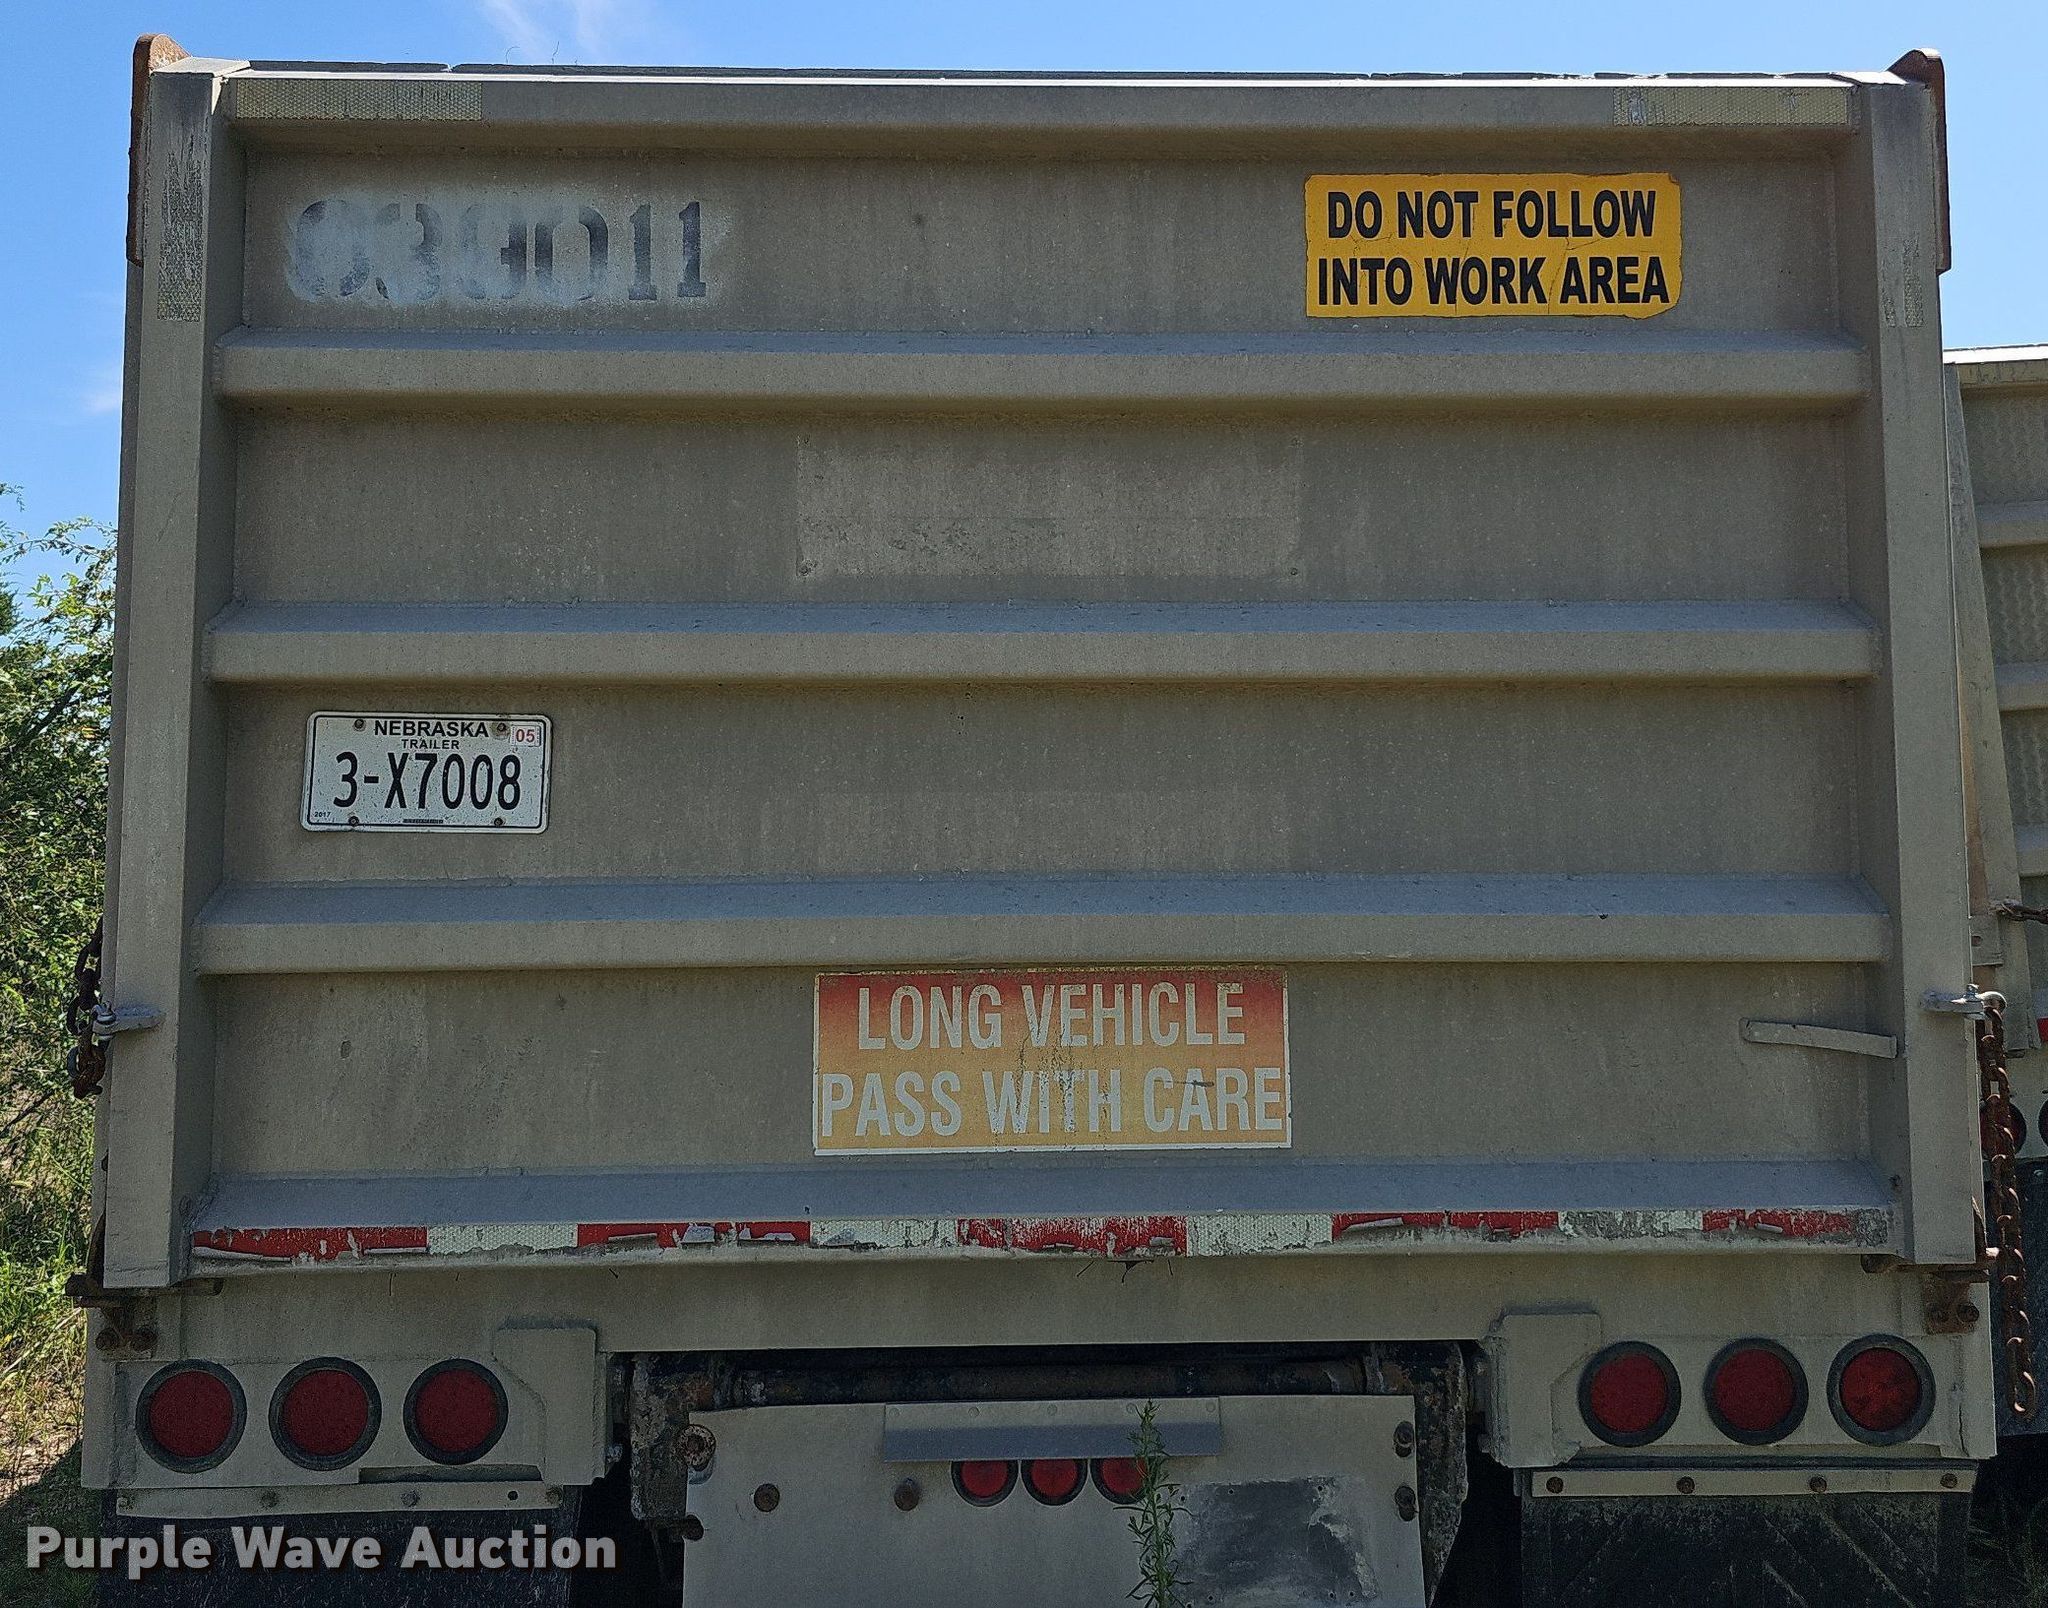 DO NOT FOLLOW
INTO WORK AREA
NEBRASKA
05
TRAILER
3-X7008
2017
LONG VEHICLE
PASS WITH CARE
Purple Wave Auction